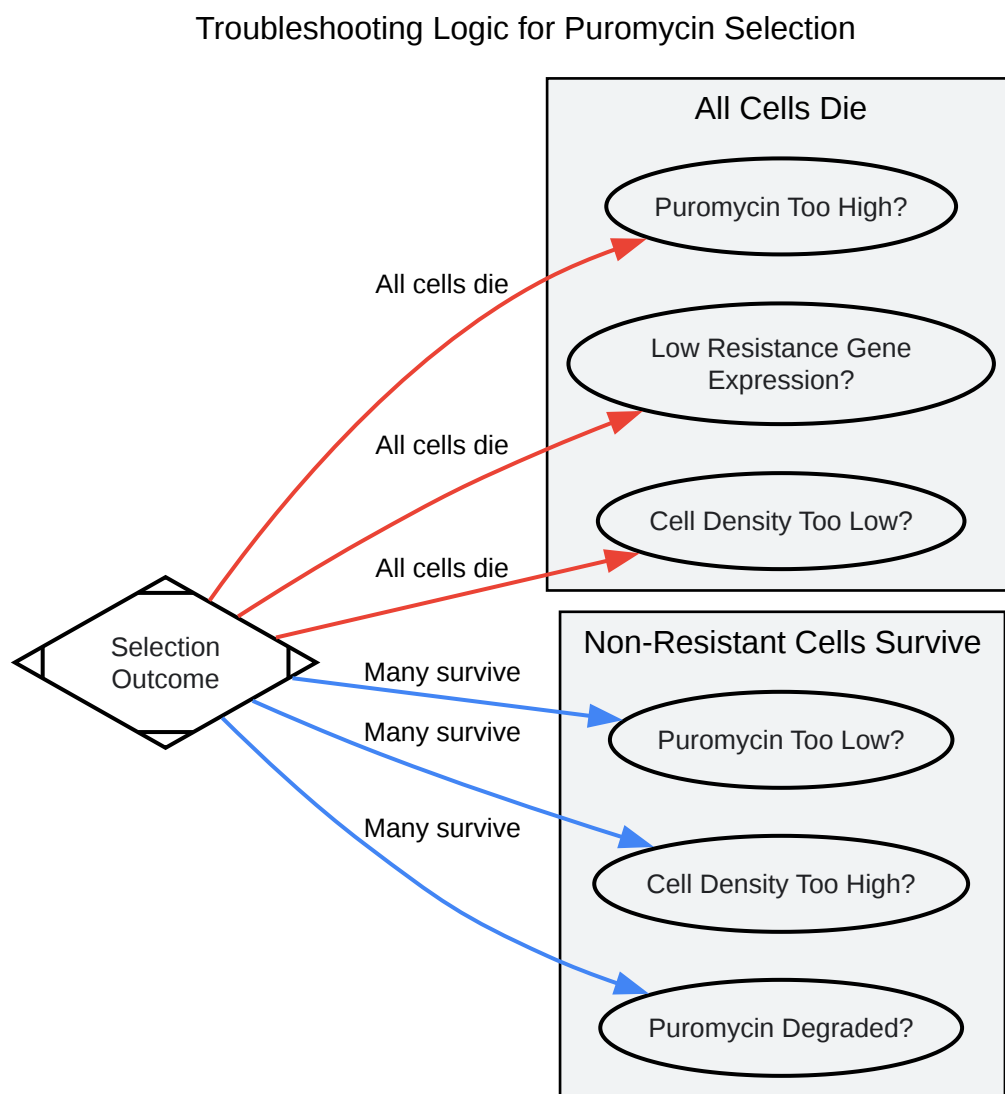 Troubleshooting Logic for Puromycin Selection
All Cells Die
Puromycin Too High?
All cells die
Low Resistance Gene
Expression?
All cells die
Cell Density Too Low?
All cells die
Selection
Outcome
Non-Resistant Cells Survive
Many survive
Puromycin Too Low?
Many survive
Many survive
Cell Density Too High?
Puromycin Degraded?